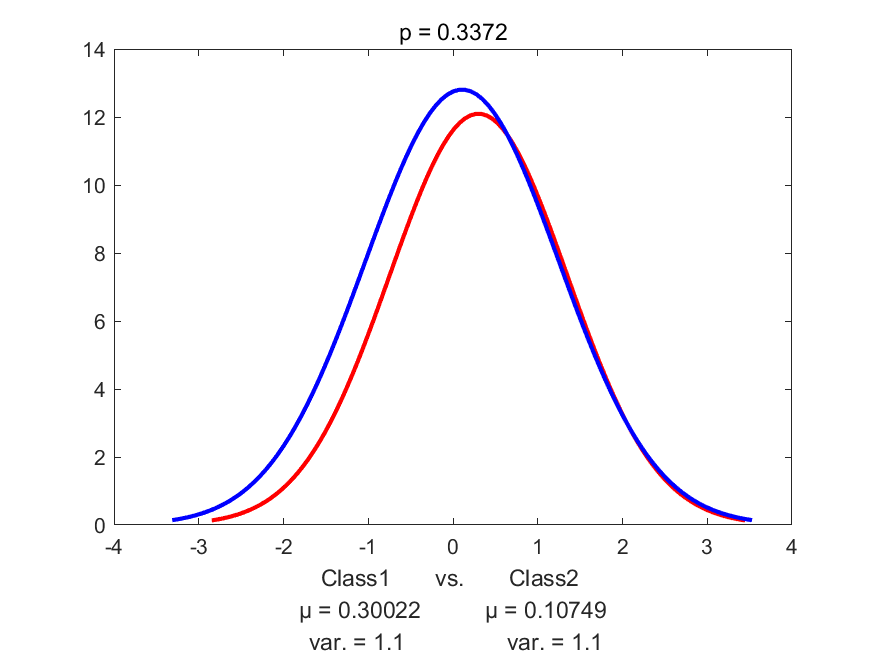 p = 0.3372
14
12
10
8
6
4
2
0
-4 -3 -2 -1 0 1 2 3 4
Class1 vs. Class2
μ = 0.30022 μ = 0.10749
var. = 1.1 var. = 1.1